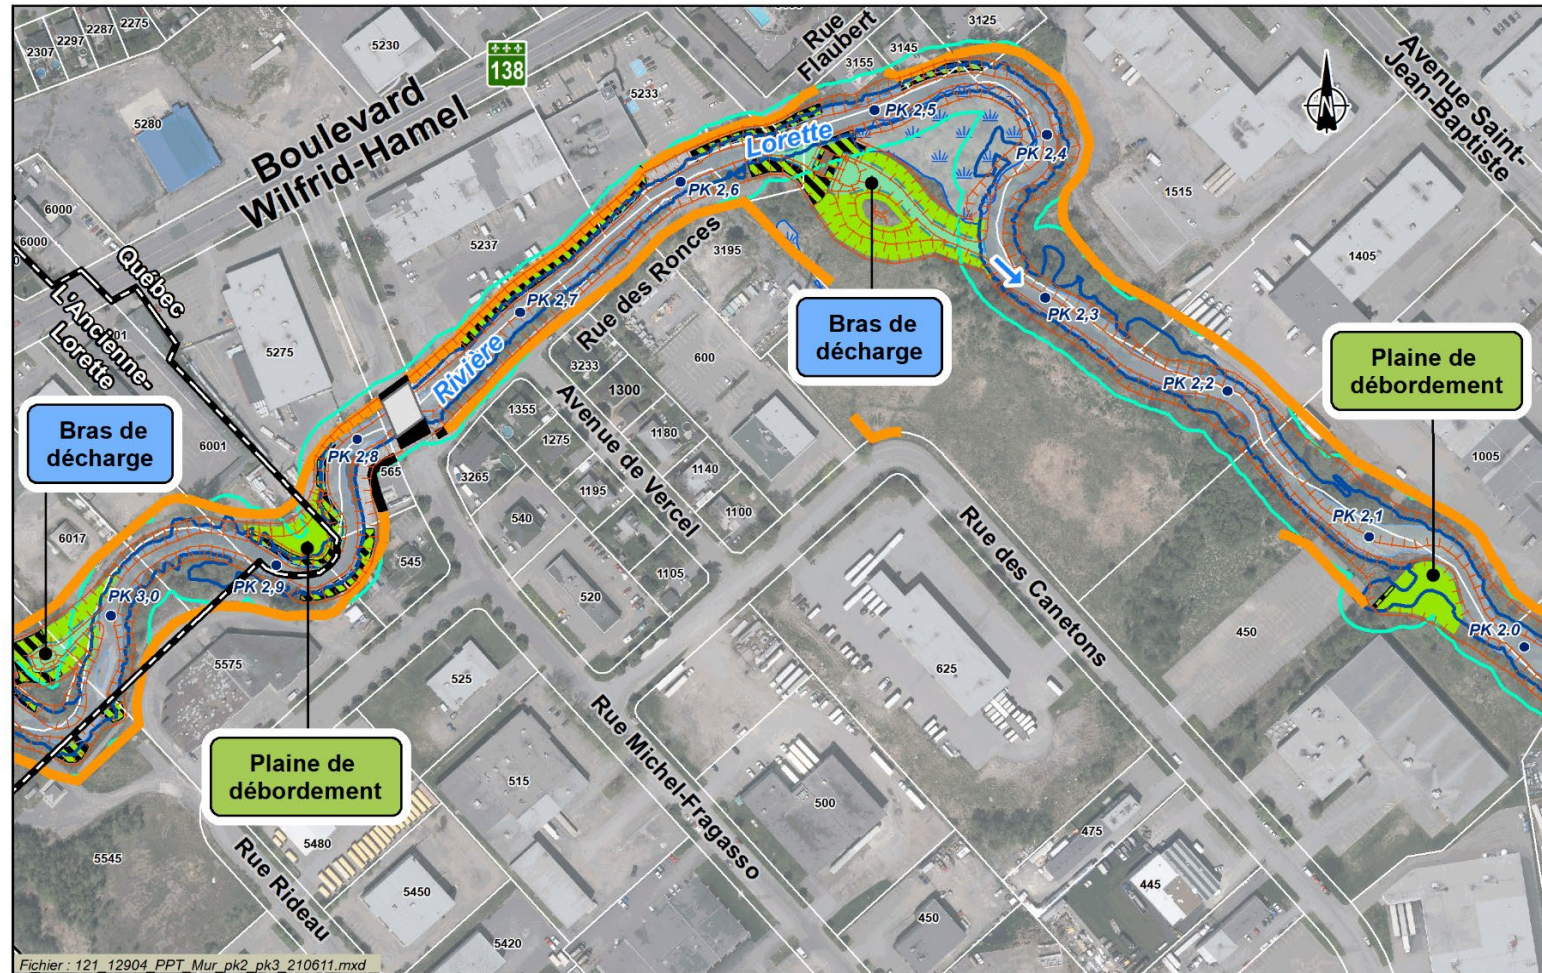 2307
2297
2287
2275
5230
138
Rue
Flaubert
3125
3145
3155
Avenue Saint-
Jean-Baptiste
5280
Boulevard
Wilfrid-Hamel
5233
PK 2,5
Lorette
PK 2,4
1515
6000
6000
Québec
L'Ancienne-
Lorette
5275
5237
PK 2,6
3195
1405
PK 2,7
Rivière
Rue des Ronces
Bras de
décharge
PK 2,3
Plaine de
débordement
PK 2,2
3233
600
1300
1355
1275
1180
1140
1100
Avenue de Vercel
3265
1195
1105
Bras de
décharge
6001
PK 2,8
565
540
520
545
1005
PK 2,1
6017
PK 2,9
PK 3,0
Rue des Canetons
450
PK 2.0
5575
525
625
Rue Michel-Fragasso
Plaine de
débordement
515
500
475
5480
Rue Rideau
5545
5450
445
450
5420
Fichier : 121_12904_PPT_Mur_pk2_pk3_210611.mxd